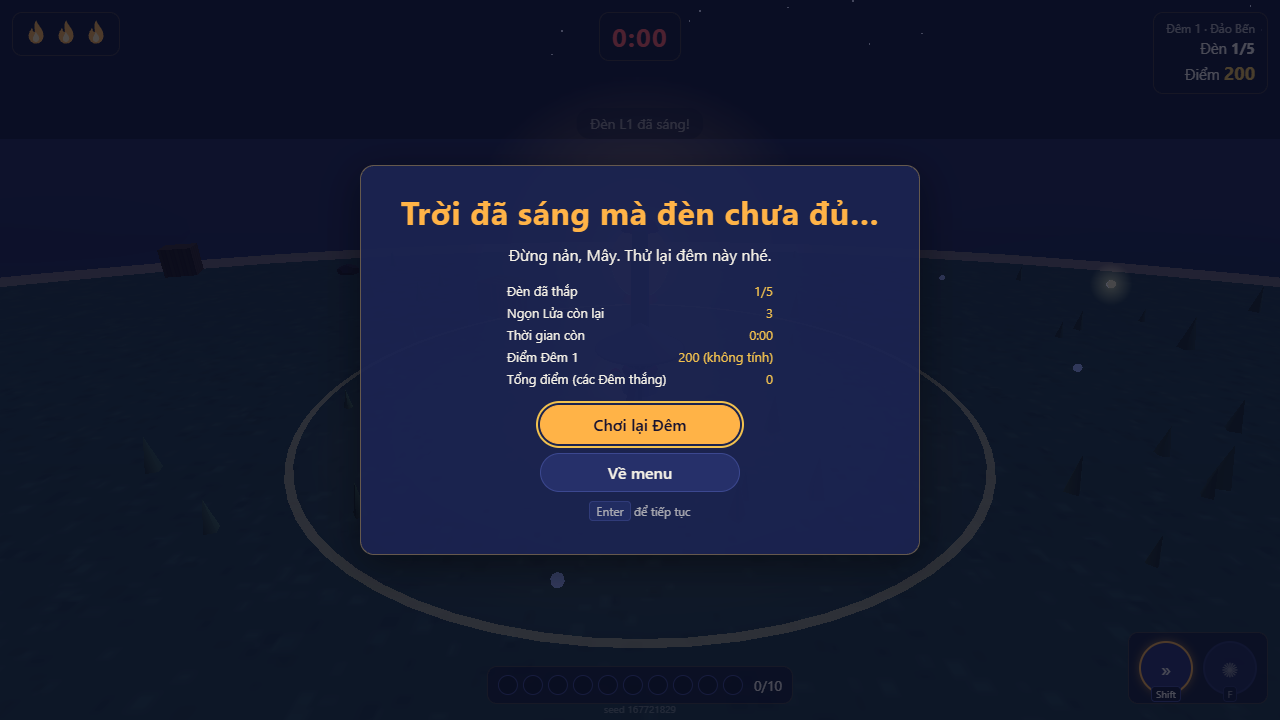 0:00
Đêm 1 · Đảo Bến
Đèn 1/5
Điểm 200
Đèn L1 đã sáng!
Trời đã sáng mà đèn chưa đủ...
Đừng nản, Mây. Thử lại đêm này nhé.
Đèn đã thắp 1/5
Ngọn Lửa còn lại 3
Thời gian còn 0:00
Điểm Đêm 1 200 (không tính)
Tổng điểm (các Đêm thắng) 0
Chơi lại Đêm
Về menu
Enter để tiếp tục
0/10
seed 167721829
» 
Shift
F